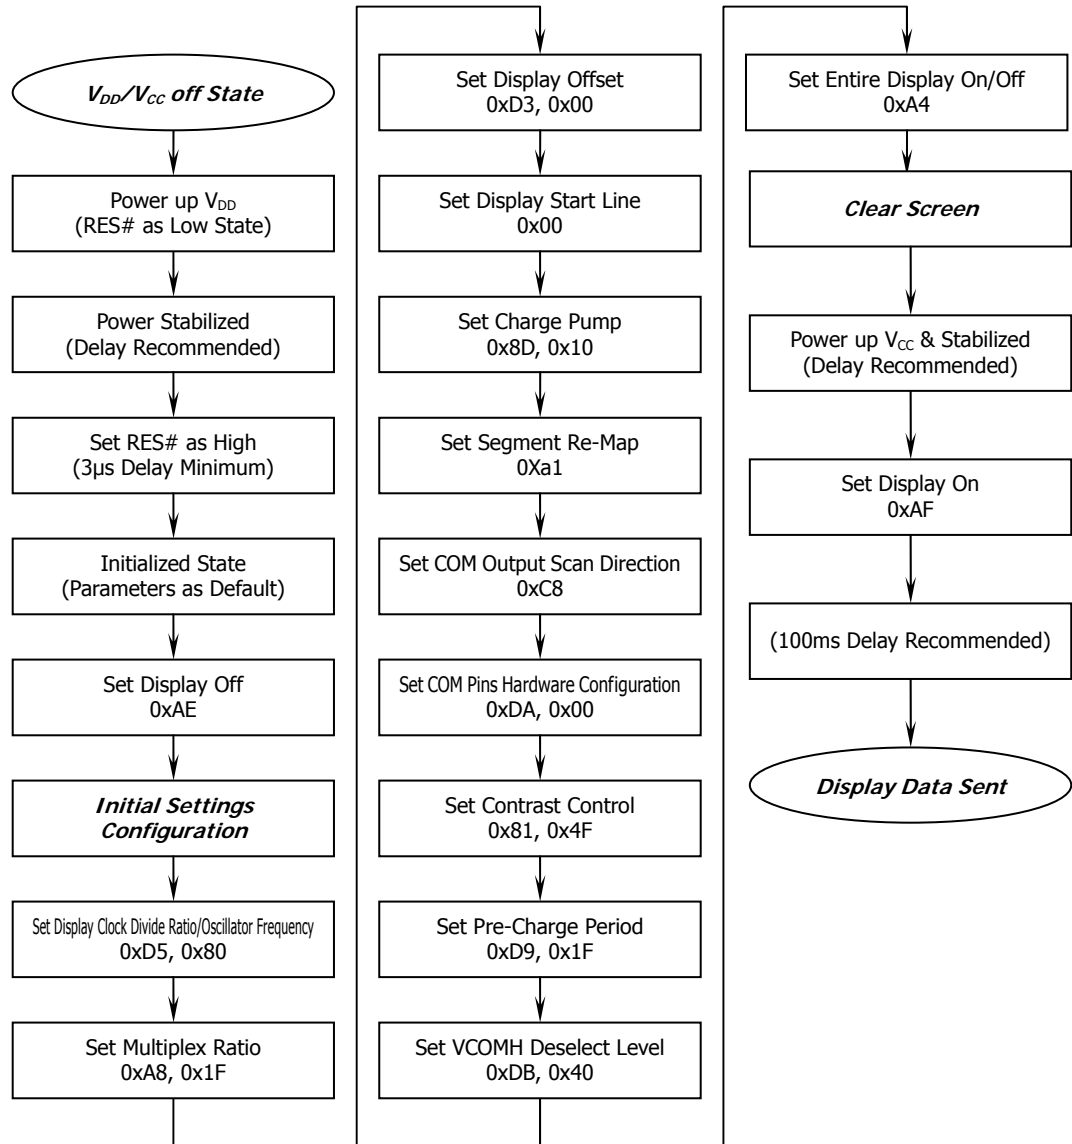 V_DD/V_CC off State
Power up V_DD
(RES# as Low State)
Power Stabilized
(Delay Recommended)
Set RES# as High
(3μs Delay Minimum)
Initialized State
(Parameters as Default)
Set Display Off
0xAE
Initial Settings
Configuration
Set Display Clock Divide Ratio/Oscillator Frequency
0xD5, 0x80
Set Multiplex Ratio
0xA8, 0x1F
Set Display Offset
0xD3, 0x00
Set Display Start Line
0x00
Set Charge Pump
0x8D, 0x10
Set Segment Re-Map
0Xa1
Set COM Output Scan Direction
0xC8
Set COM Pins Hardware Configuration
0xDA, 0x00
Set Contrast Control
0x81, 0x4F
Set Pre-Charge Period
0xD9, 0x1F
Set VCOMH Deselect Level
0xDB, 0x40
Set Entire Display On/Off
0xA4
Clear Screen
Power up V_CC & Stabilized
(Delay Recommended)
Set Display On
0xAF
(100ms Delay Recommended)
Display Data Sent